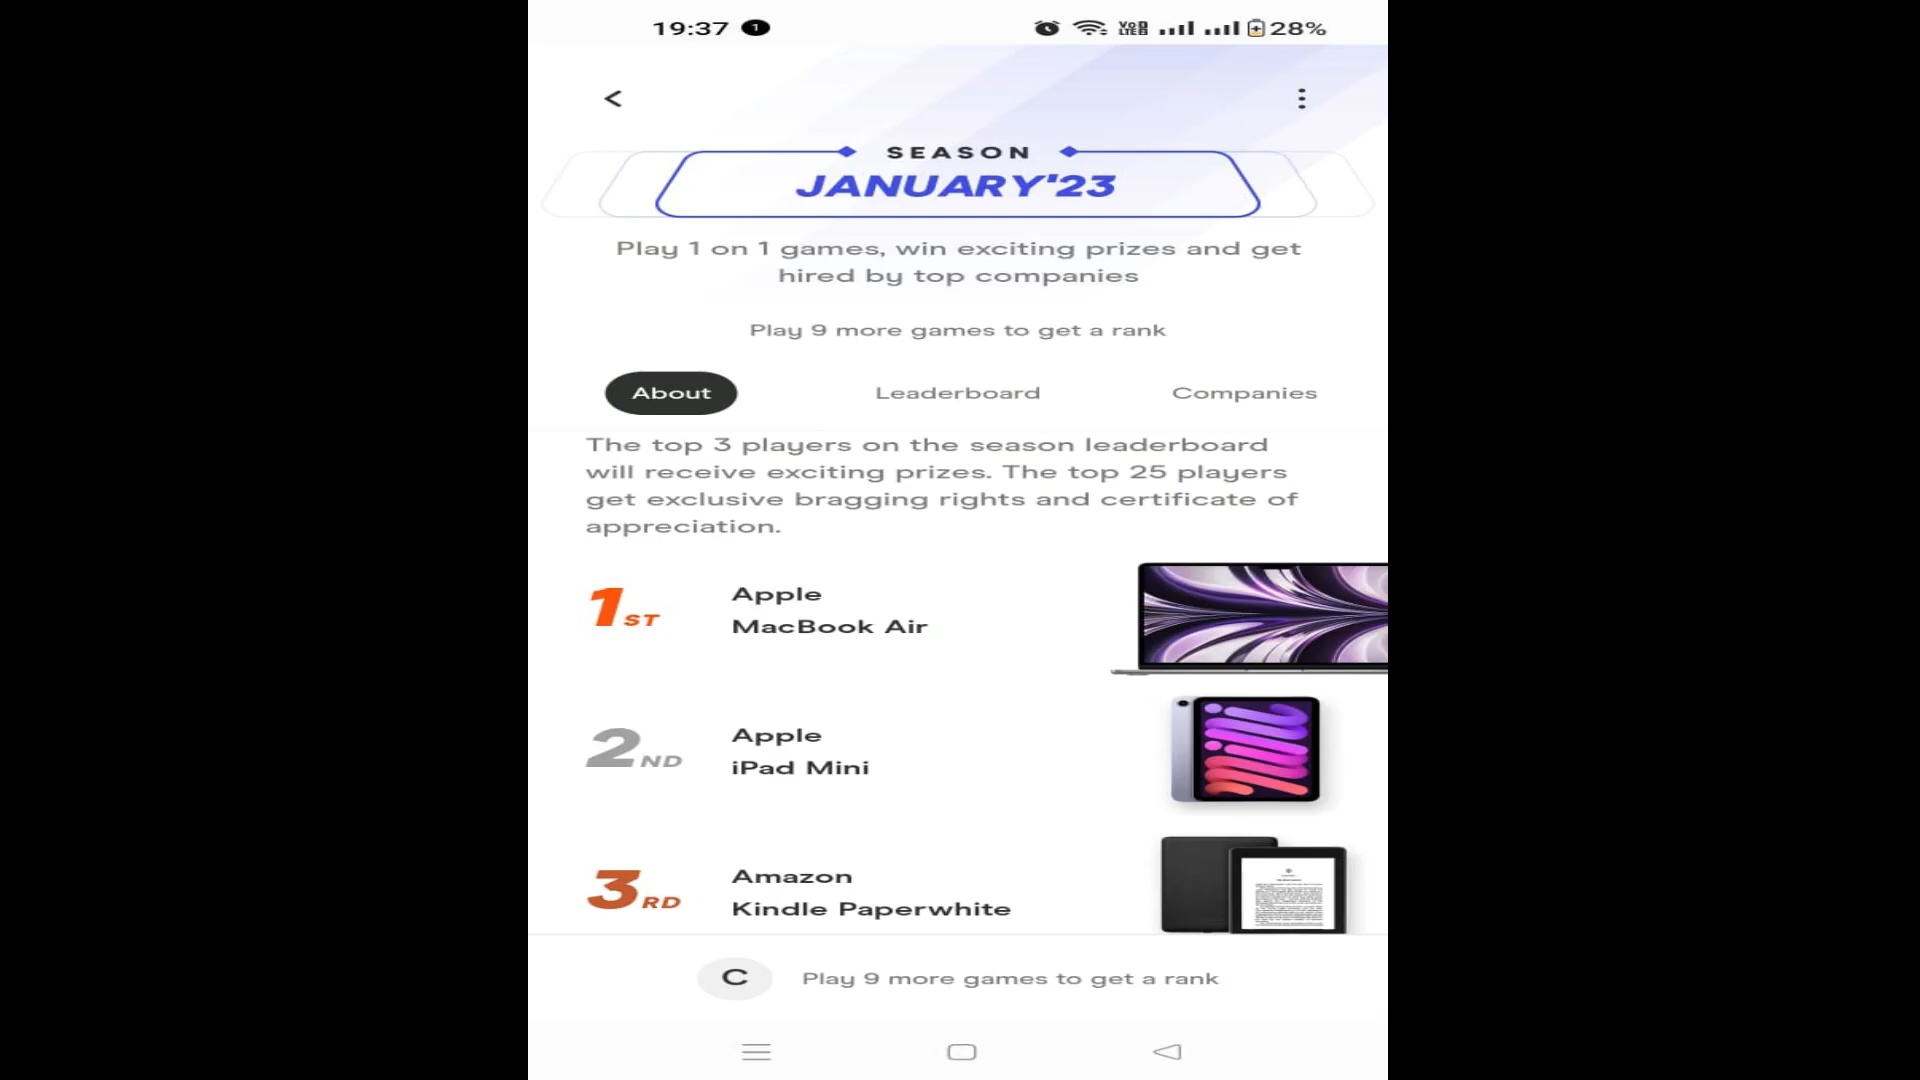 19:37 1 Vo) LTE2 28%
<
SEASON
JANUARY'23
Play 1 on 1 games, win exciting prizes and get
hired by top companies
Play 9 more games to get a rank
About Leaderboard Companies
The top 3 players on the season leaderboard
will receive exciting prizes. The top 25 players
get exclusive bragging rights and certificate of
appreciation.
1ST Apple
MacBook Air
2ND Apple
iPad Mini
3RD Amazon
Kindle Paperwhite
C Play 9 more games to get a rank